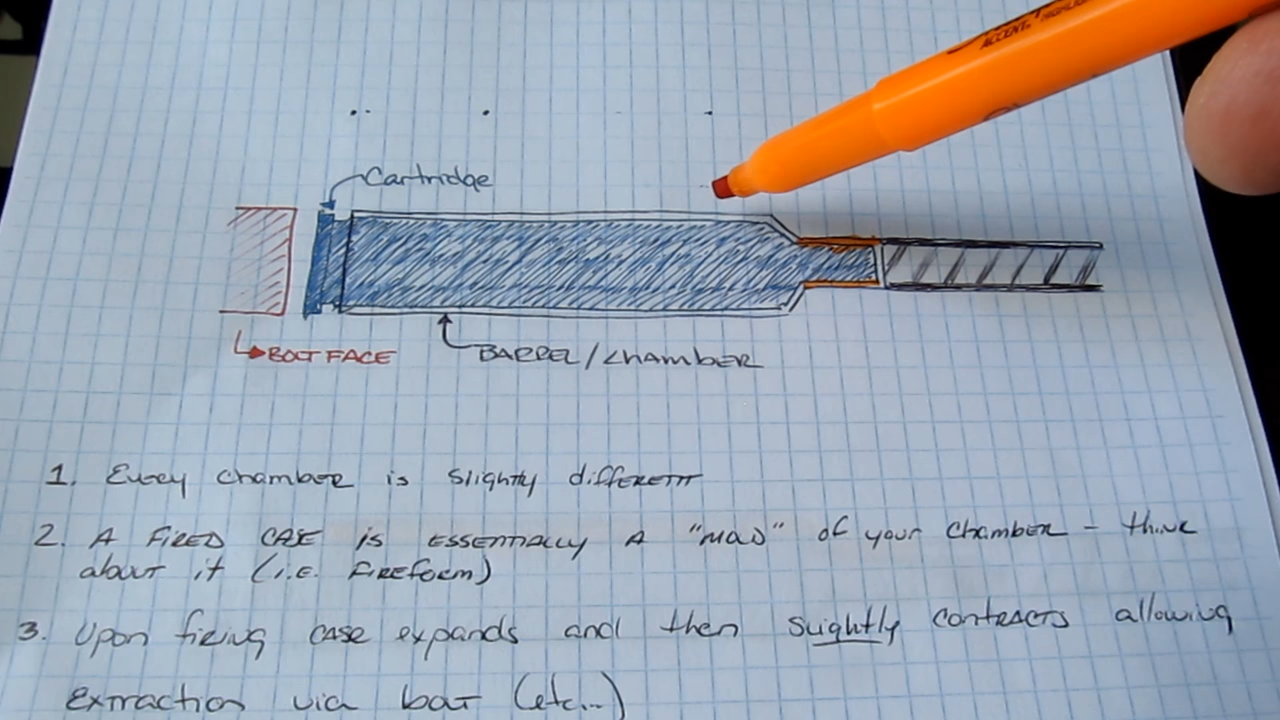 ACCENT. HIGHLIGHTER
Cartridge
BOLT FACE
BARREL/Chamber
1. Every chamber is slightly different
2. A FIRED CASE is ESSENTIALLY A "MAP" of your chamber - think
about it (i.e. fireform)
3. Upon firing case expands and then slightly contracts allowing
Extraction via bolt (etc...)